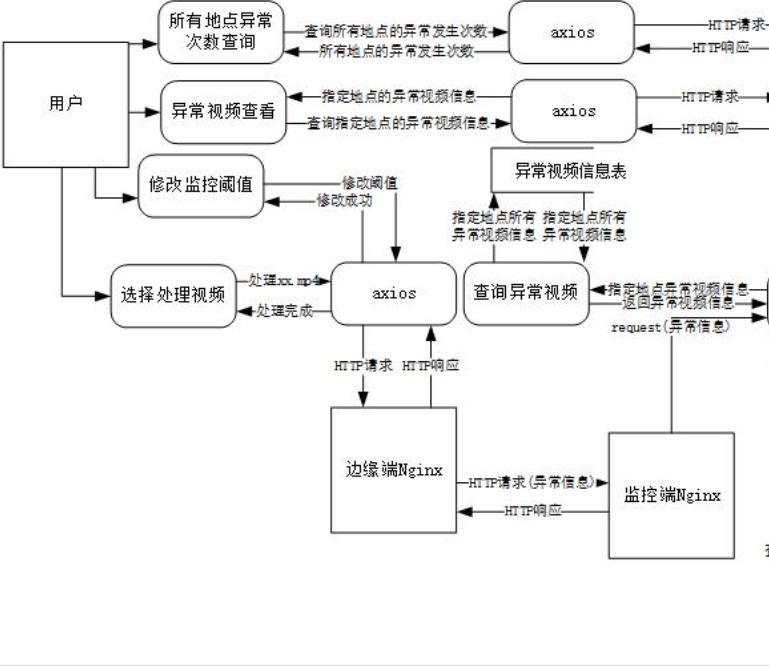 所有地点异常
次数查询
查询所有地点的异常发生次数
所有地点的异常发生次数
axios
HTTP请求
HTTP响应
用户
异常视频查看
指定地点的异常视频信息
查询指定地点的异常视频信息
axios
HTTP请求
HTTP响应
修改监控阈值
修改阈值
修改成功
异常视频信息表
指定地点所有
异常视频信息
指定地点所有
异常视频信息
选择处理视频
处理xx.mp4
处理完成
axios
查询异常视频
指定地点异常视频信息
返回异常视频信息
request(异常信息)
HTTP请求
HTTP响应
边缘端Nginx
HTTP请求(异常信息)
HTTP响应
监控端Nginx